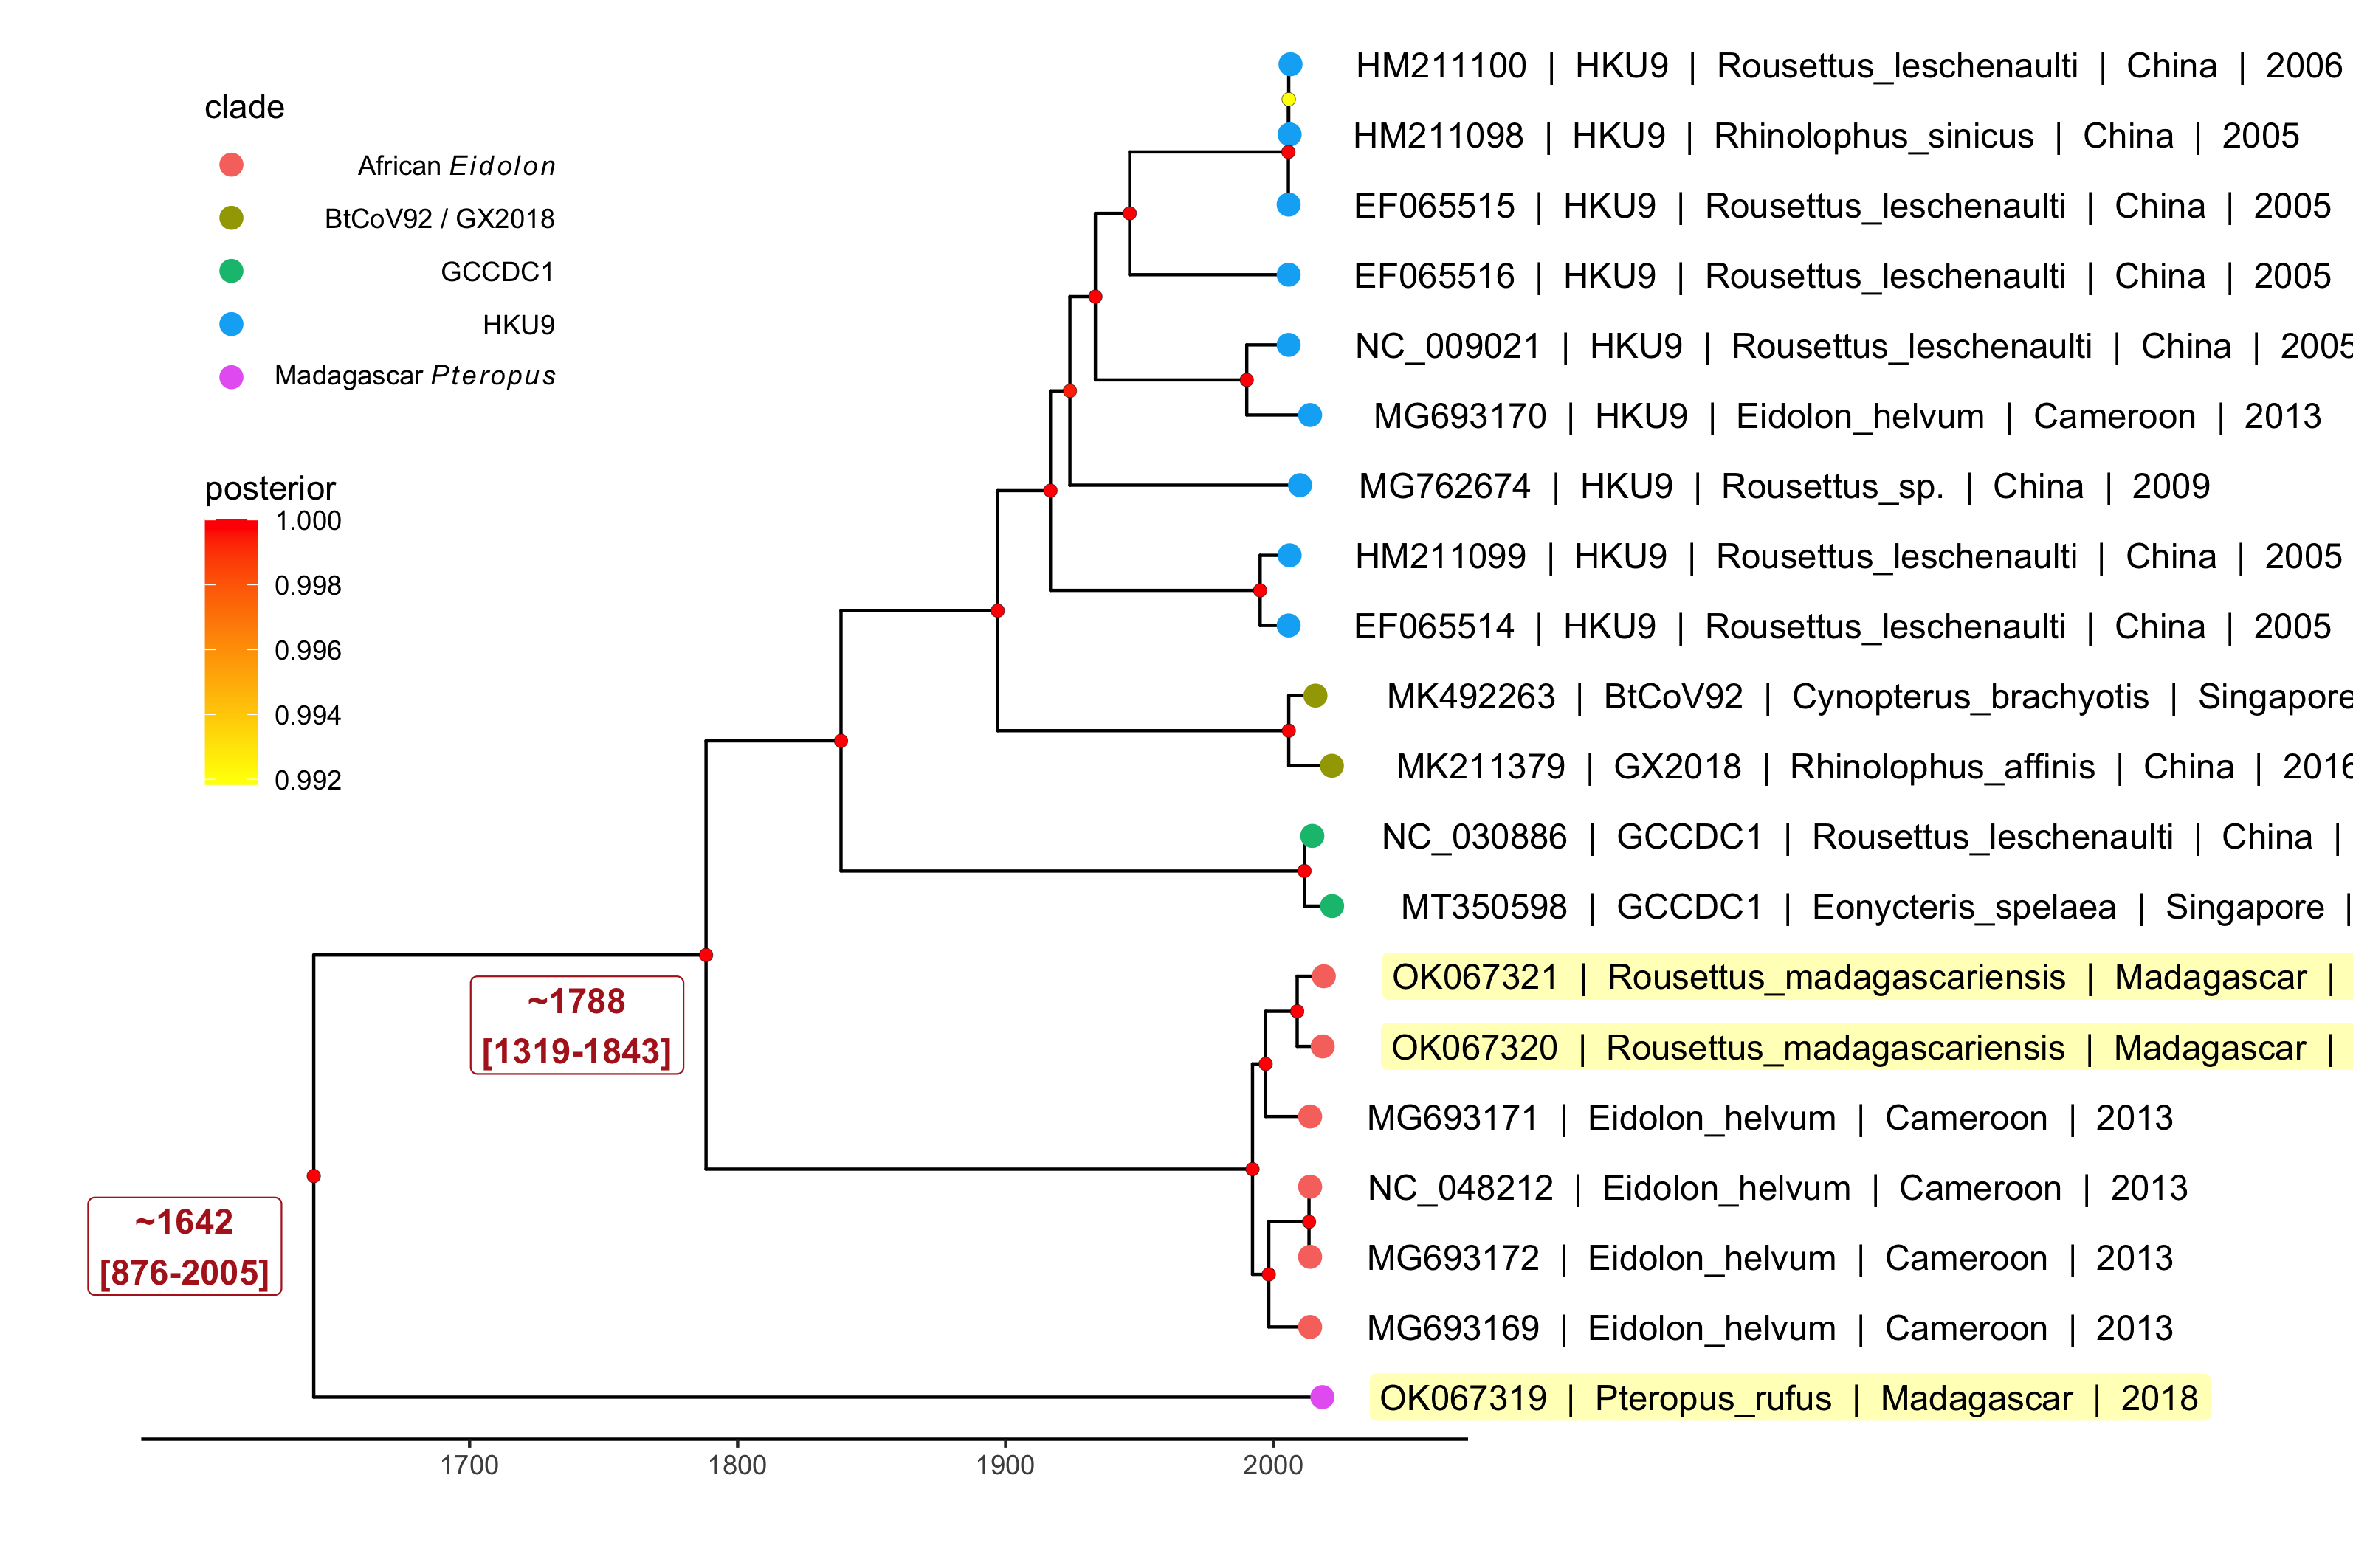 clade
African Eidolon
BtCoV92 / GX2018
GCCDC1
HKU9
Madagascar Pteropus
posterior
1.000
0.998
0.996
0.994
0.992
HM211100 | HKU9 | Rousettus_leschenaulti | China | 2006
HM211098 | HKU9 | Rhinolophus_sinicus | China | 2005
EF065515 | HKU9 | Rousettus_leschenaulti | China | 2005
EF065516 | HKU9 | Rousettus_leschenaulti | China | 2005
NC_009021 | HKU9 | Rousettus_leschenaulti | China | 2005
MG693170 | HKU9 | Eidolon_helvum | Cameroon | 2013
MG762674 | HKU9 | Rousettus_sp. | China | 2009
HM211099 | HKU9 | Rousettus_leschenaulti | China | 2005
EF065514 | HKU9 | Rousettus_leschenaulti | China | 2005
MK492263 | BtCoV92 | Cynopterus_brachyotis | Singapore
MK211379 | GX2018 | Rhinolophus_affinis | China | 2016
NC_030886 | GCCDC1 | Rousettus_leschenaulti | China |
MT350598 | GCCDC1 | Eonycteris_spelaea | Singapore |
OK067321 | Rousettus_madagascariensis | Madagascar |
OK067320 | Rousettus_madagascariensis | Madagascar |
MG693171 | Eidolon_helvum | Cameroon | 2013
NC_048212 | Eidolon_helvum | Cameroon | 2013
MG693172 | Eidolon_helvum | Cameroon | 2013
MG693169 | Eidolon_helvum | Cameroon | 2013
OK067319 | Pteropus_rufus | Madagascar | 2018
~1788
[1319-1843]
~1642
[876-2005]
1700
1800
1900
2000